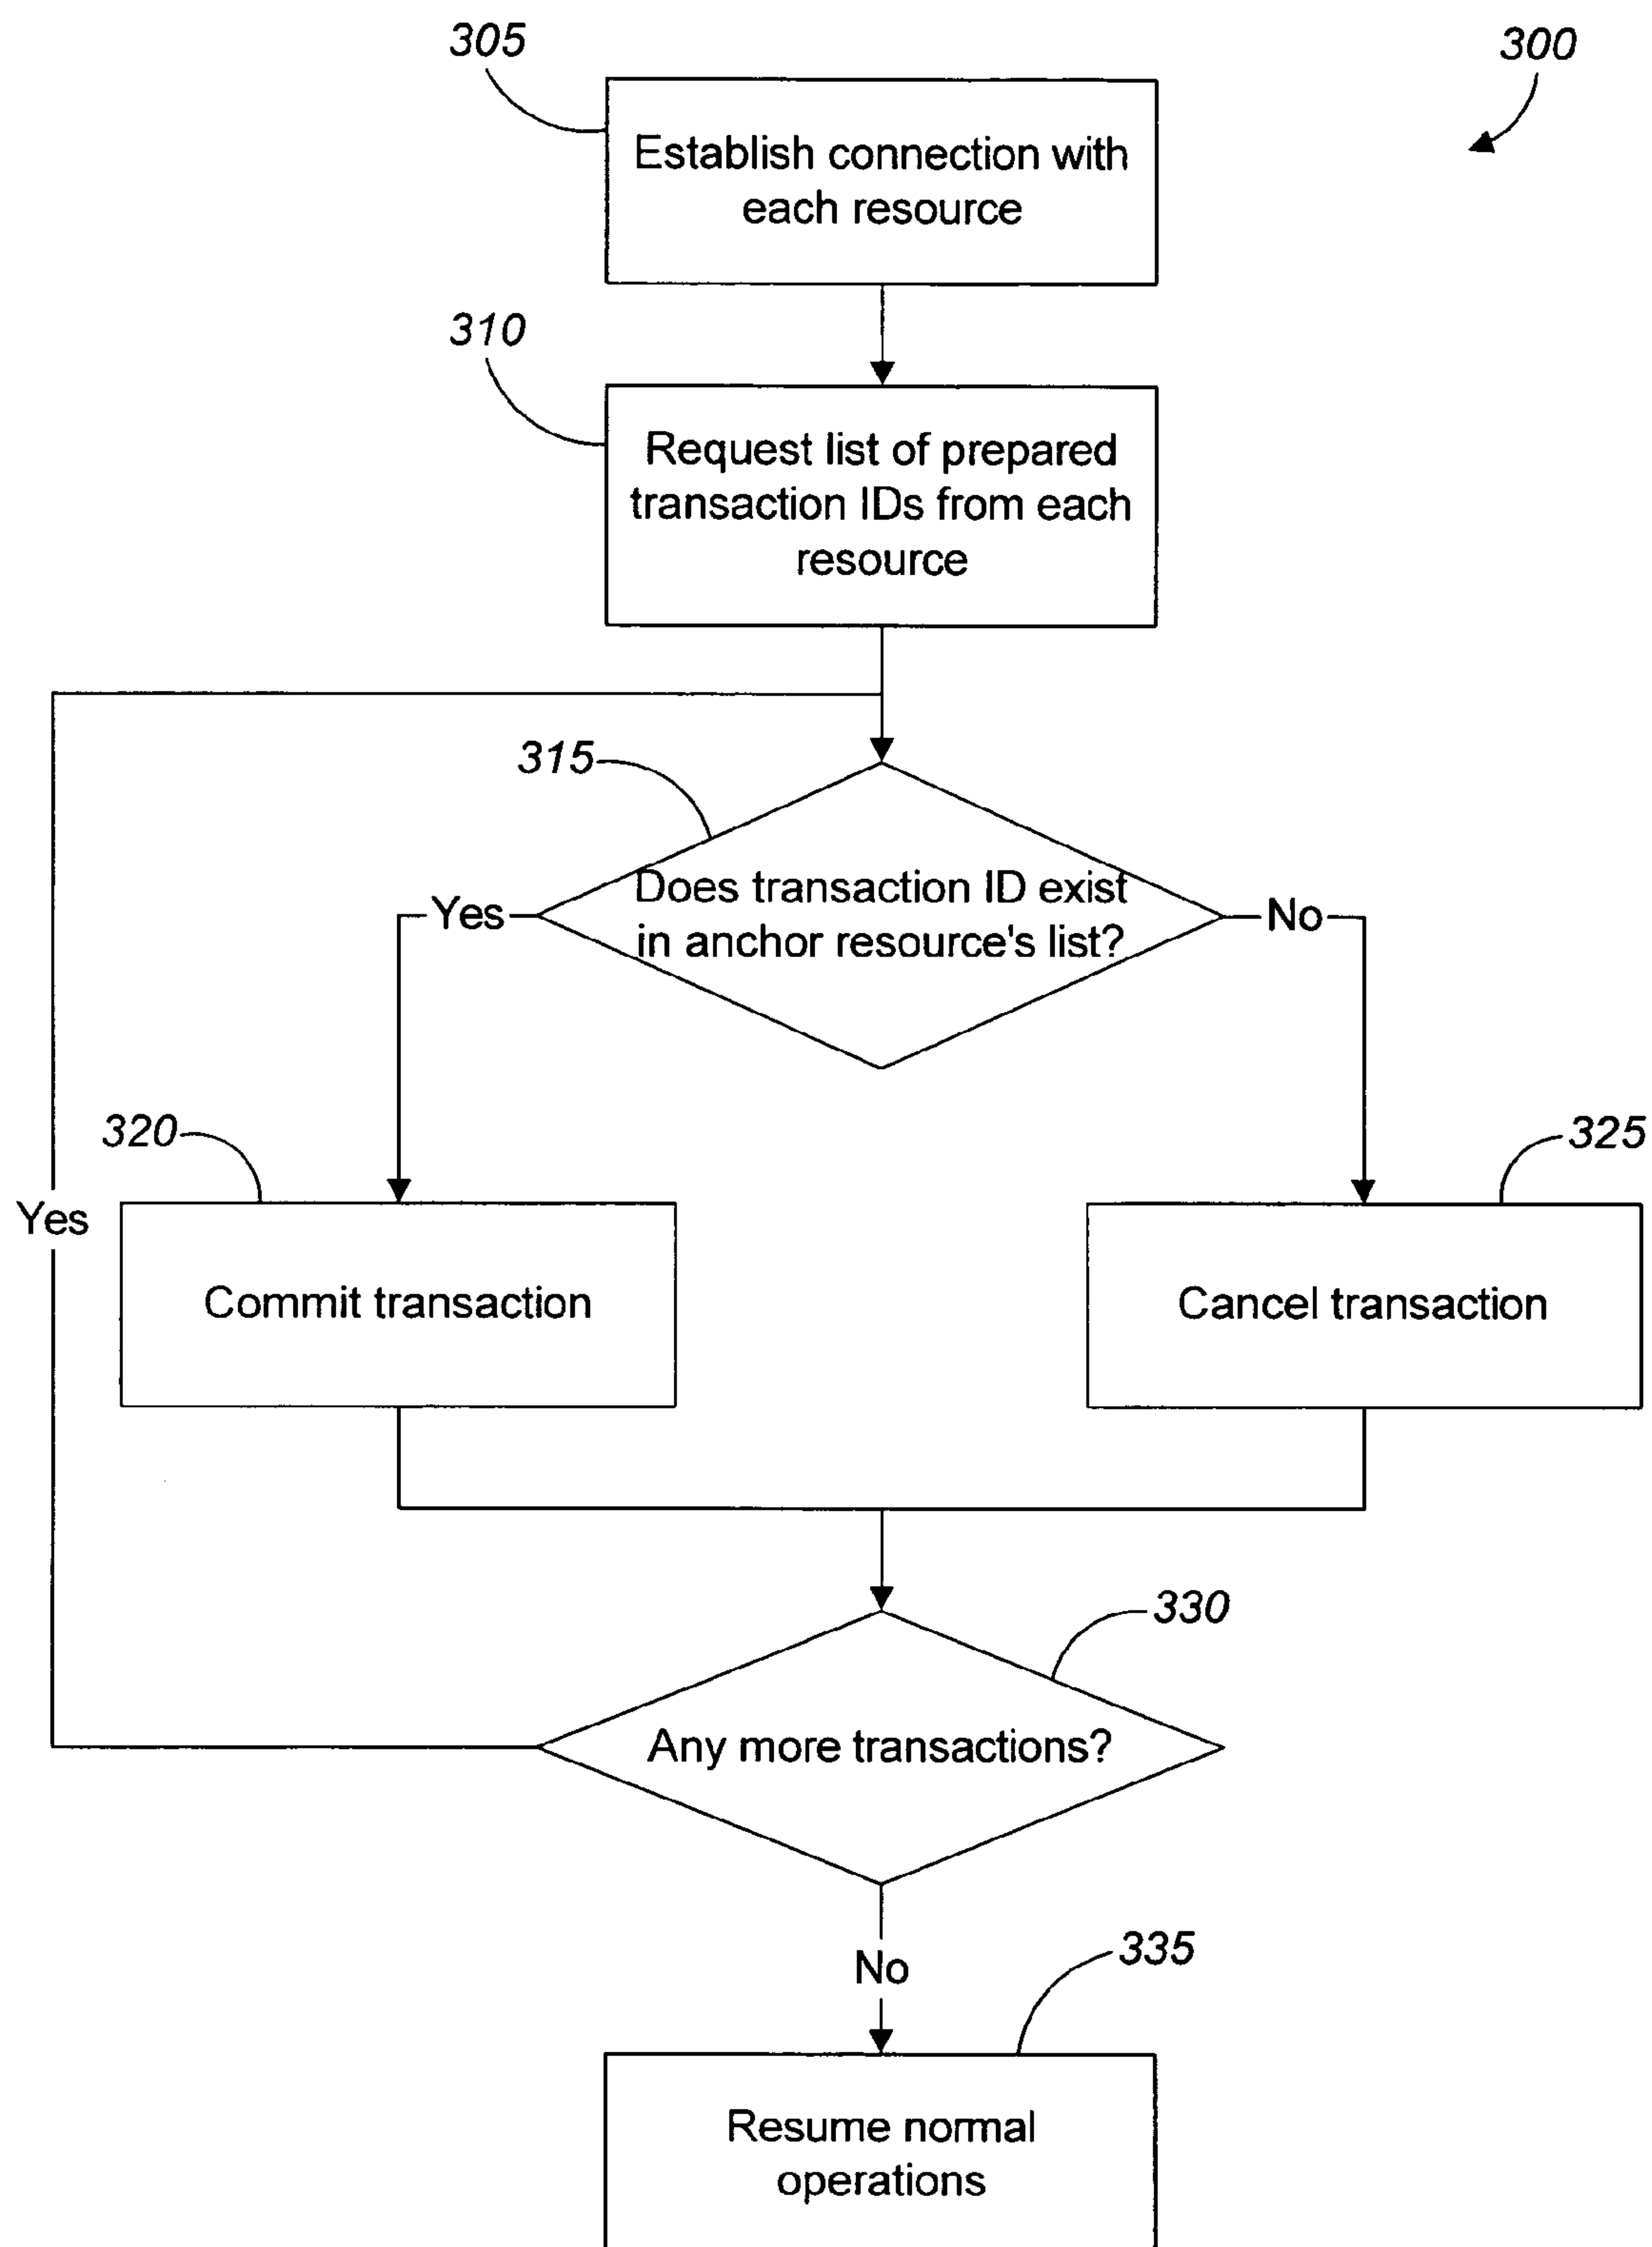 305
300
Establish connection with
each resource
310
Request list of prepared
transaction IDs from each
resource
315
Does transaction ID exist
in anchor resource's list?
Yes
No
320
325
Yes
Commit transaction
Cancel transaction
330
Any more transactions?
No
335
Resume normal
operations